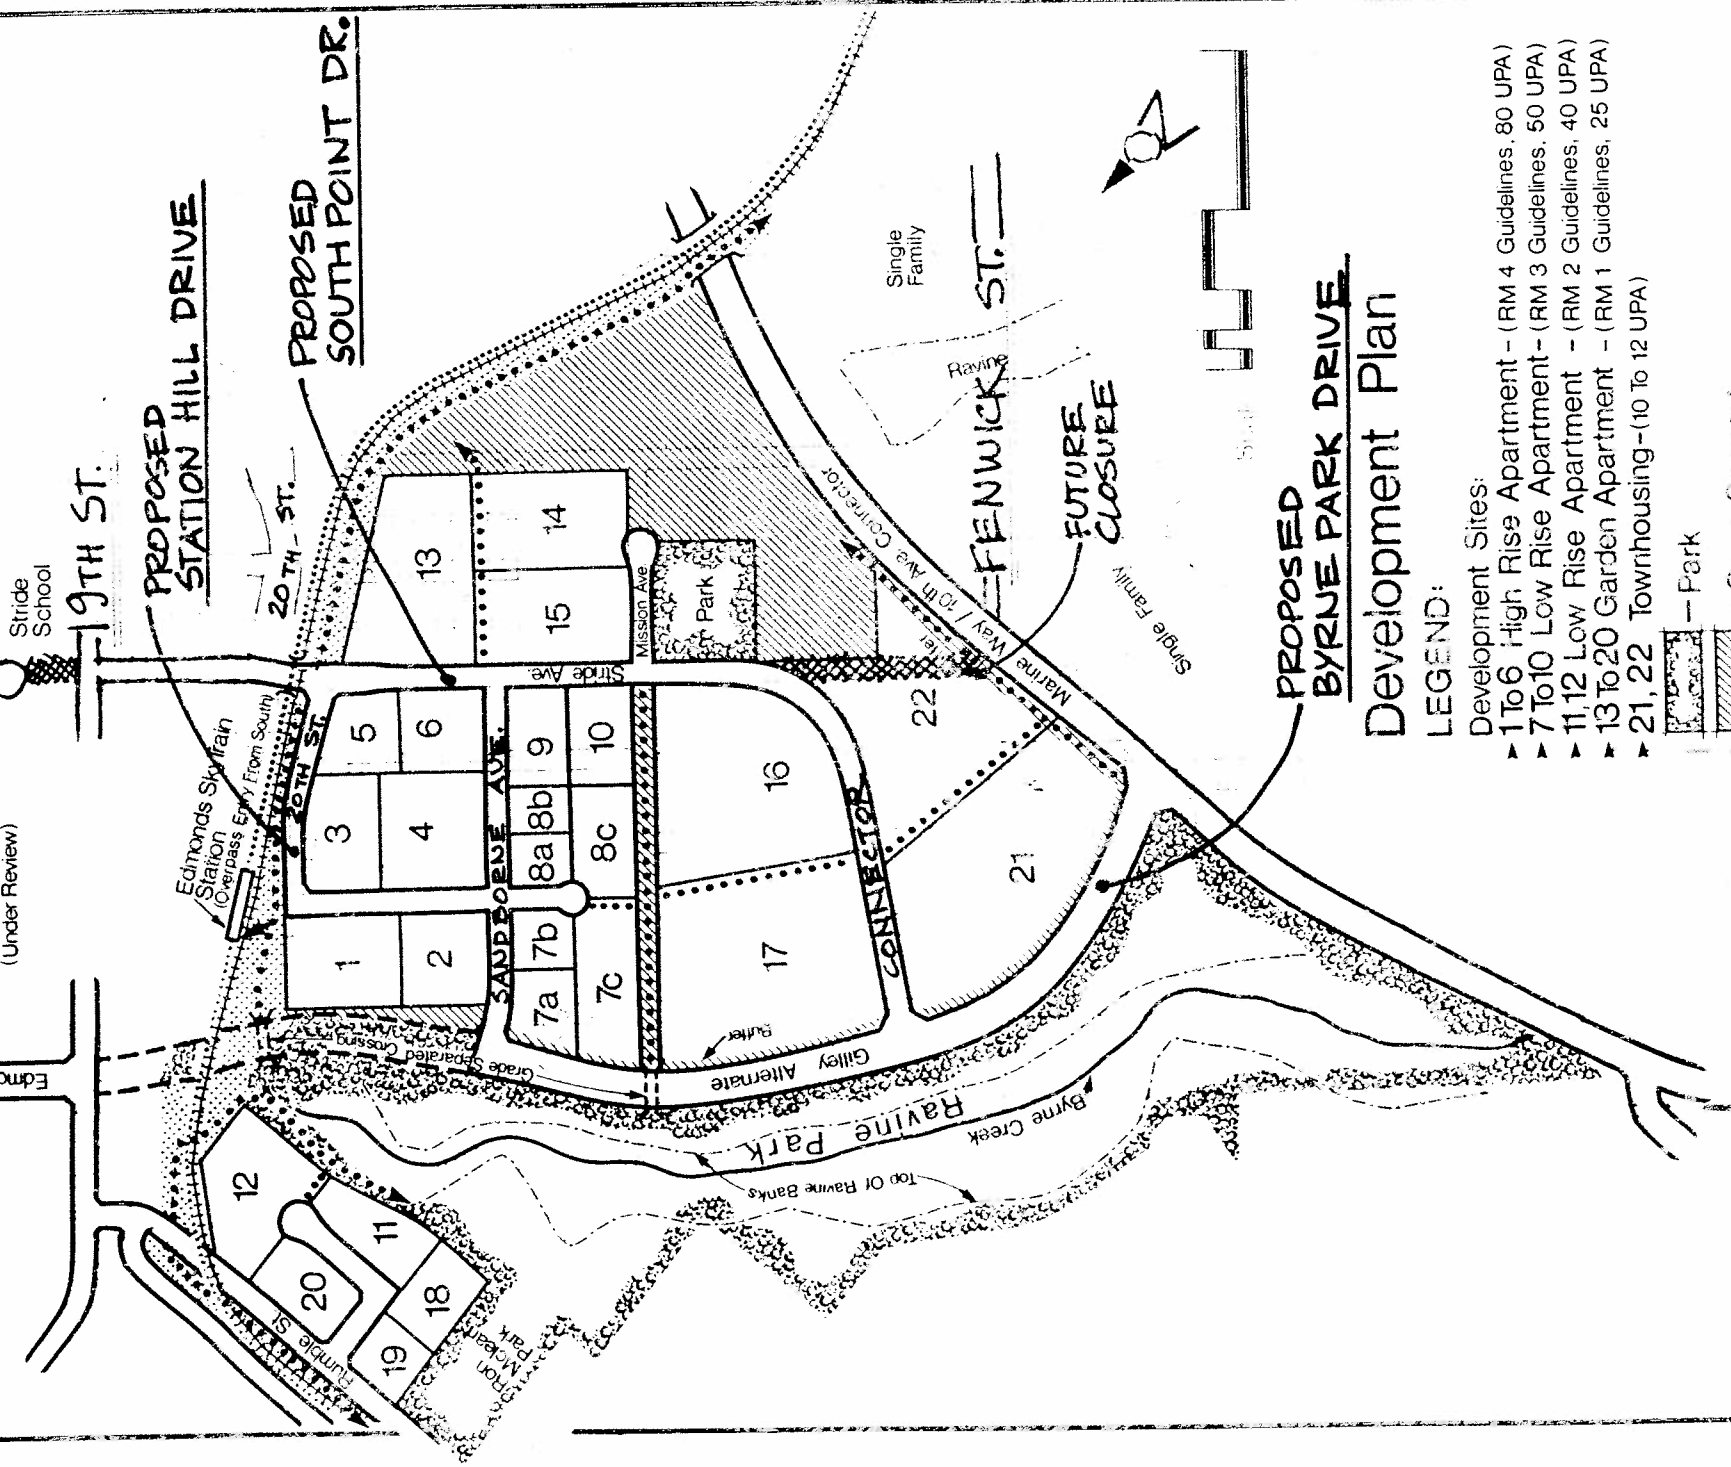 (Under Review)
Stride
School
19TH ST.
PROPOSED
STATION HILL DRIVE
20TH ST.
PROPOSED
SOUTH POINT DR.
Edmonds SkyTrain
Station
(Overpass Entry From South)
20TH ST.
1
2
3
4
5
6
SANDBORNE AVE.
7a
7b
7c
8a
8b
8c
9
10
Stride Ave.
13
14
15
Mission Ave.
Park
16
17
CONNECTOR
21
22
Marine Way / 10th Ave Connector
Single
Family
Ravine
FENWICK ST.
FUTURE
CLOSURE
Single Family
PROPOSED
BYRNE PARK DRIVE
Buffer
Gilley Alternate
Grade Separated
Crossing
Ravine Park
Byrne Creek
Top Of Ravine Banks
12
11
20
18
19
Rumble St.
Ron
Mclean
Park
Development Plan
LEGEND:
Development Sites:
1 To 6 High Rise Apartment - (RM 4 Guidelines, 80 UPA)
7 To 10 Low Rise Apartment - (RM 3 Guidelines, 50 UPA)
11, 12 Low Rise Apartment - (RM 2 Guidelines, 40 UPA)
13 To 20 Garden Apartment - (RM 1 Guidelines, 25 UPA)
21, 22 Townhousing - (10 To 12 UPA)
- Park